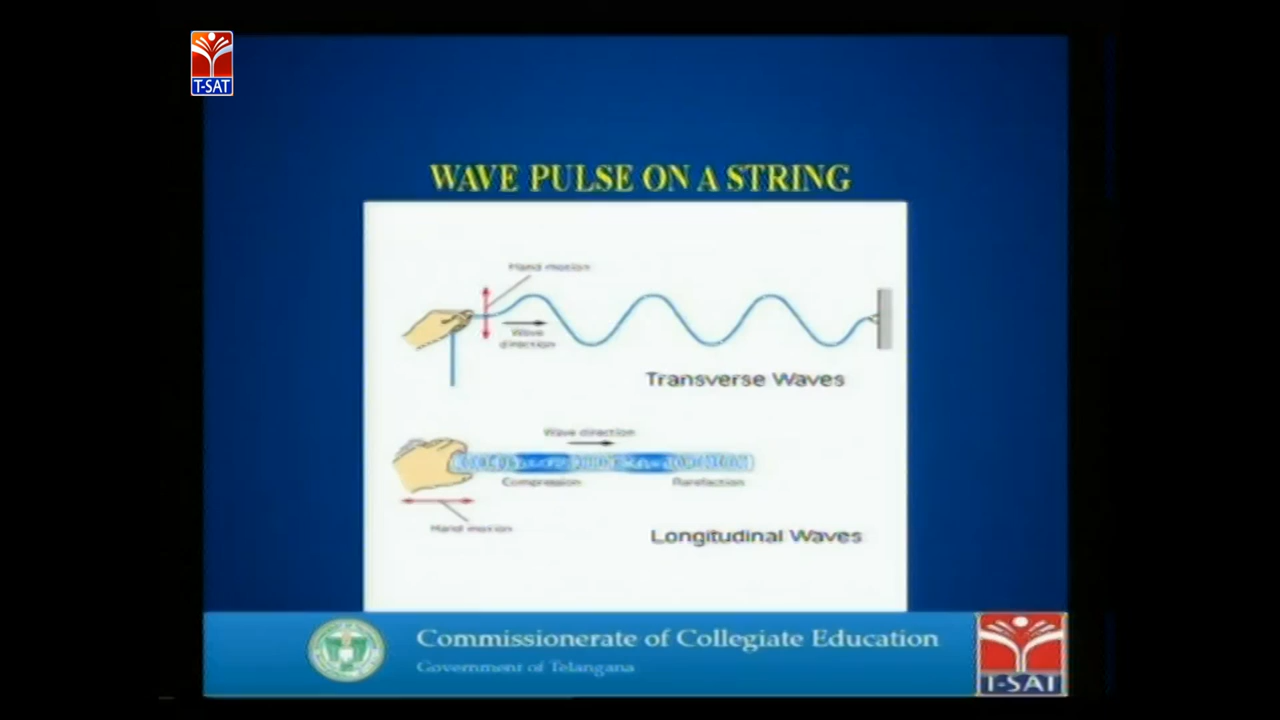 T-SAT
WAVE PULSE ON A STRING
Hand motion
Wave
direction
Transverse Waves
Wave direction
Compression
Rarefaction
Hand motion
Longitudinal Waves
Commissionerate of Collegiate Education
Government of Telangana
T-SAT